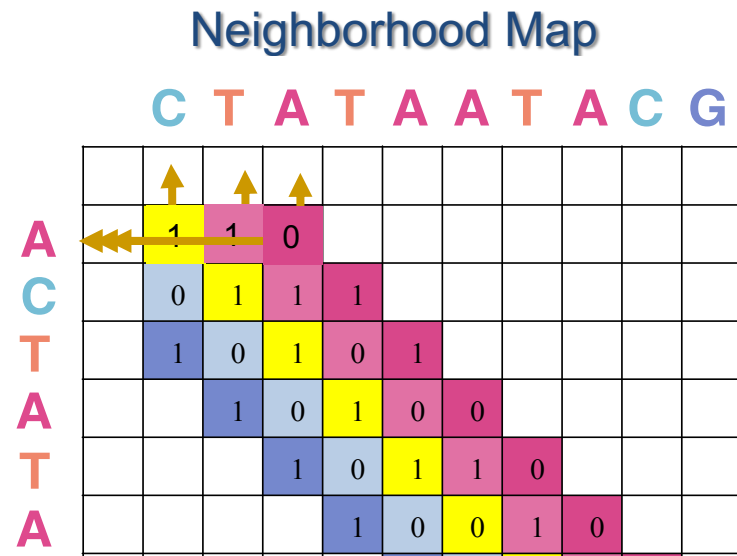 Neighborhood Map
C T A T A A T A C G
A 1 1 0
C 0 1 1 1
T 1 0 1 0 1
A 1 0 1 0 0
T 1 0 1 1 0
A 1 0 0 1 0